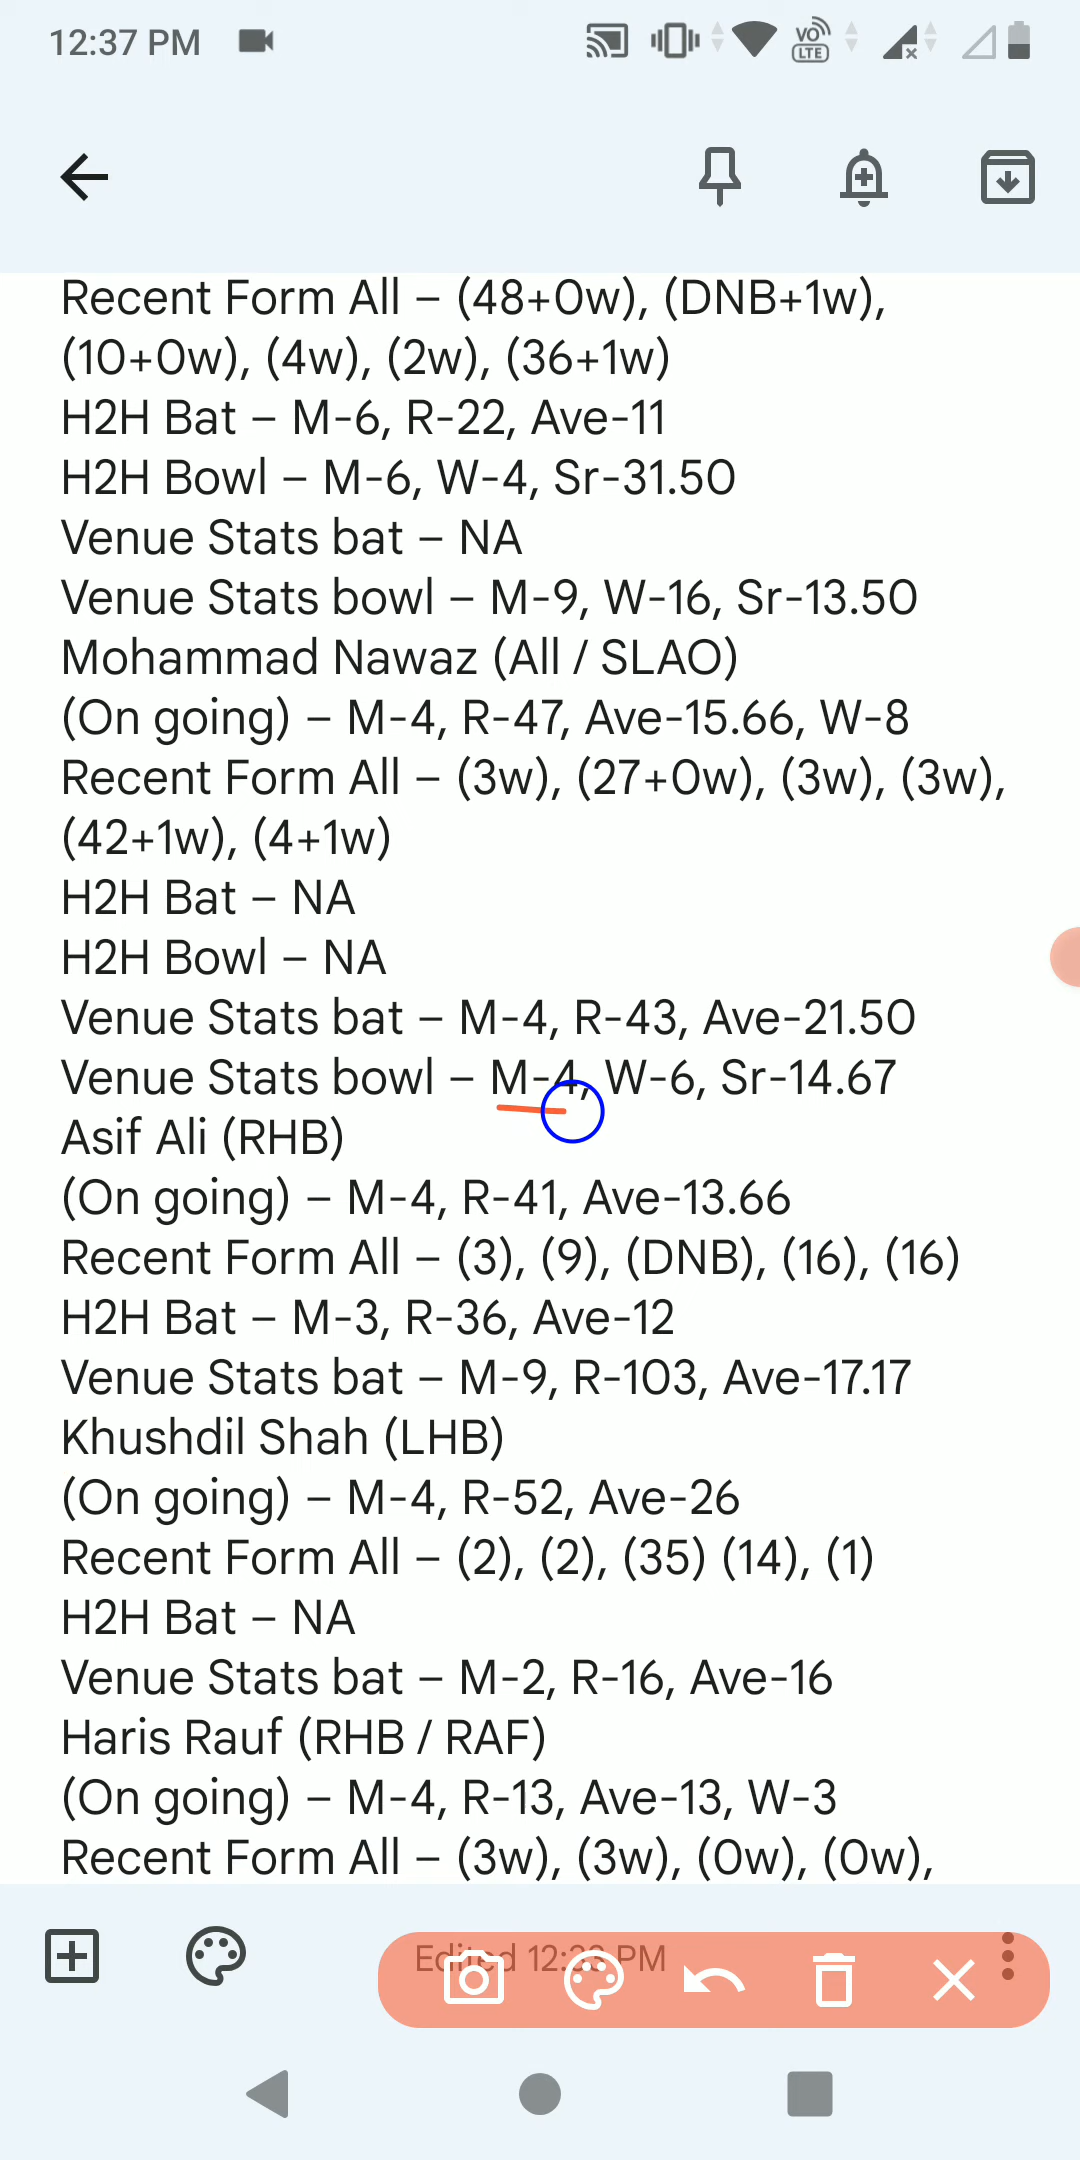 12:37 PM
VO
LTE
Recent Form All – (48+0w), (DNB+1w),
(10+0w), (4w), (2w), (36+1w)
H2H Bat – M-6, R-22, Ave-11
H2H Bowl – M-6, W-4, Sr-31.50
Venue Stats bat – NA
Venue Stats bowl – M-9, W-16, Sr-13.50
Mohammad Nawaz (All / SLAO)
(On going) – M-4, R-47, Ave-15.66, W-8
Recent Form All – (3w), (27+0w), (3w), (3w),
(42+1w), (4+1w)
H2H Bat – NA
H2H Bowl – NA
Venue Stats bat – M-4, R-43, Ave-21.50
Venue Stats bowl – M-4, W-6, Sr-14.67
Asif Ali (RHB)
(On going) – M-4, R-41, Ave-13.66
Recent Form All – (3), (9), (DNB), (16), (16)
H2H Bat – M-3, R-36, Ave-12
Venue Stats bat – M-9, R-103, Ave-17.17
Khushdil Shah (LHB)
(On going) – M-4, R-52, Ave-26
Recent Form All – (2), (2), (35) (14), (1)
H2H Bat – NA
Venue Stats bat – M-2, R-16, Ave-16
Haris Rauf (RHB / RAF)
(On going) – M-4, R-13, Ave-13, W-3
Recent Form All – (3w), (3w), (0w), (0w),
Edited PM